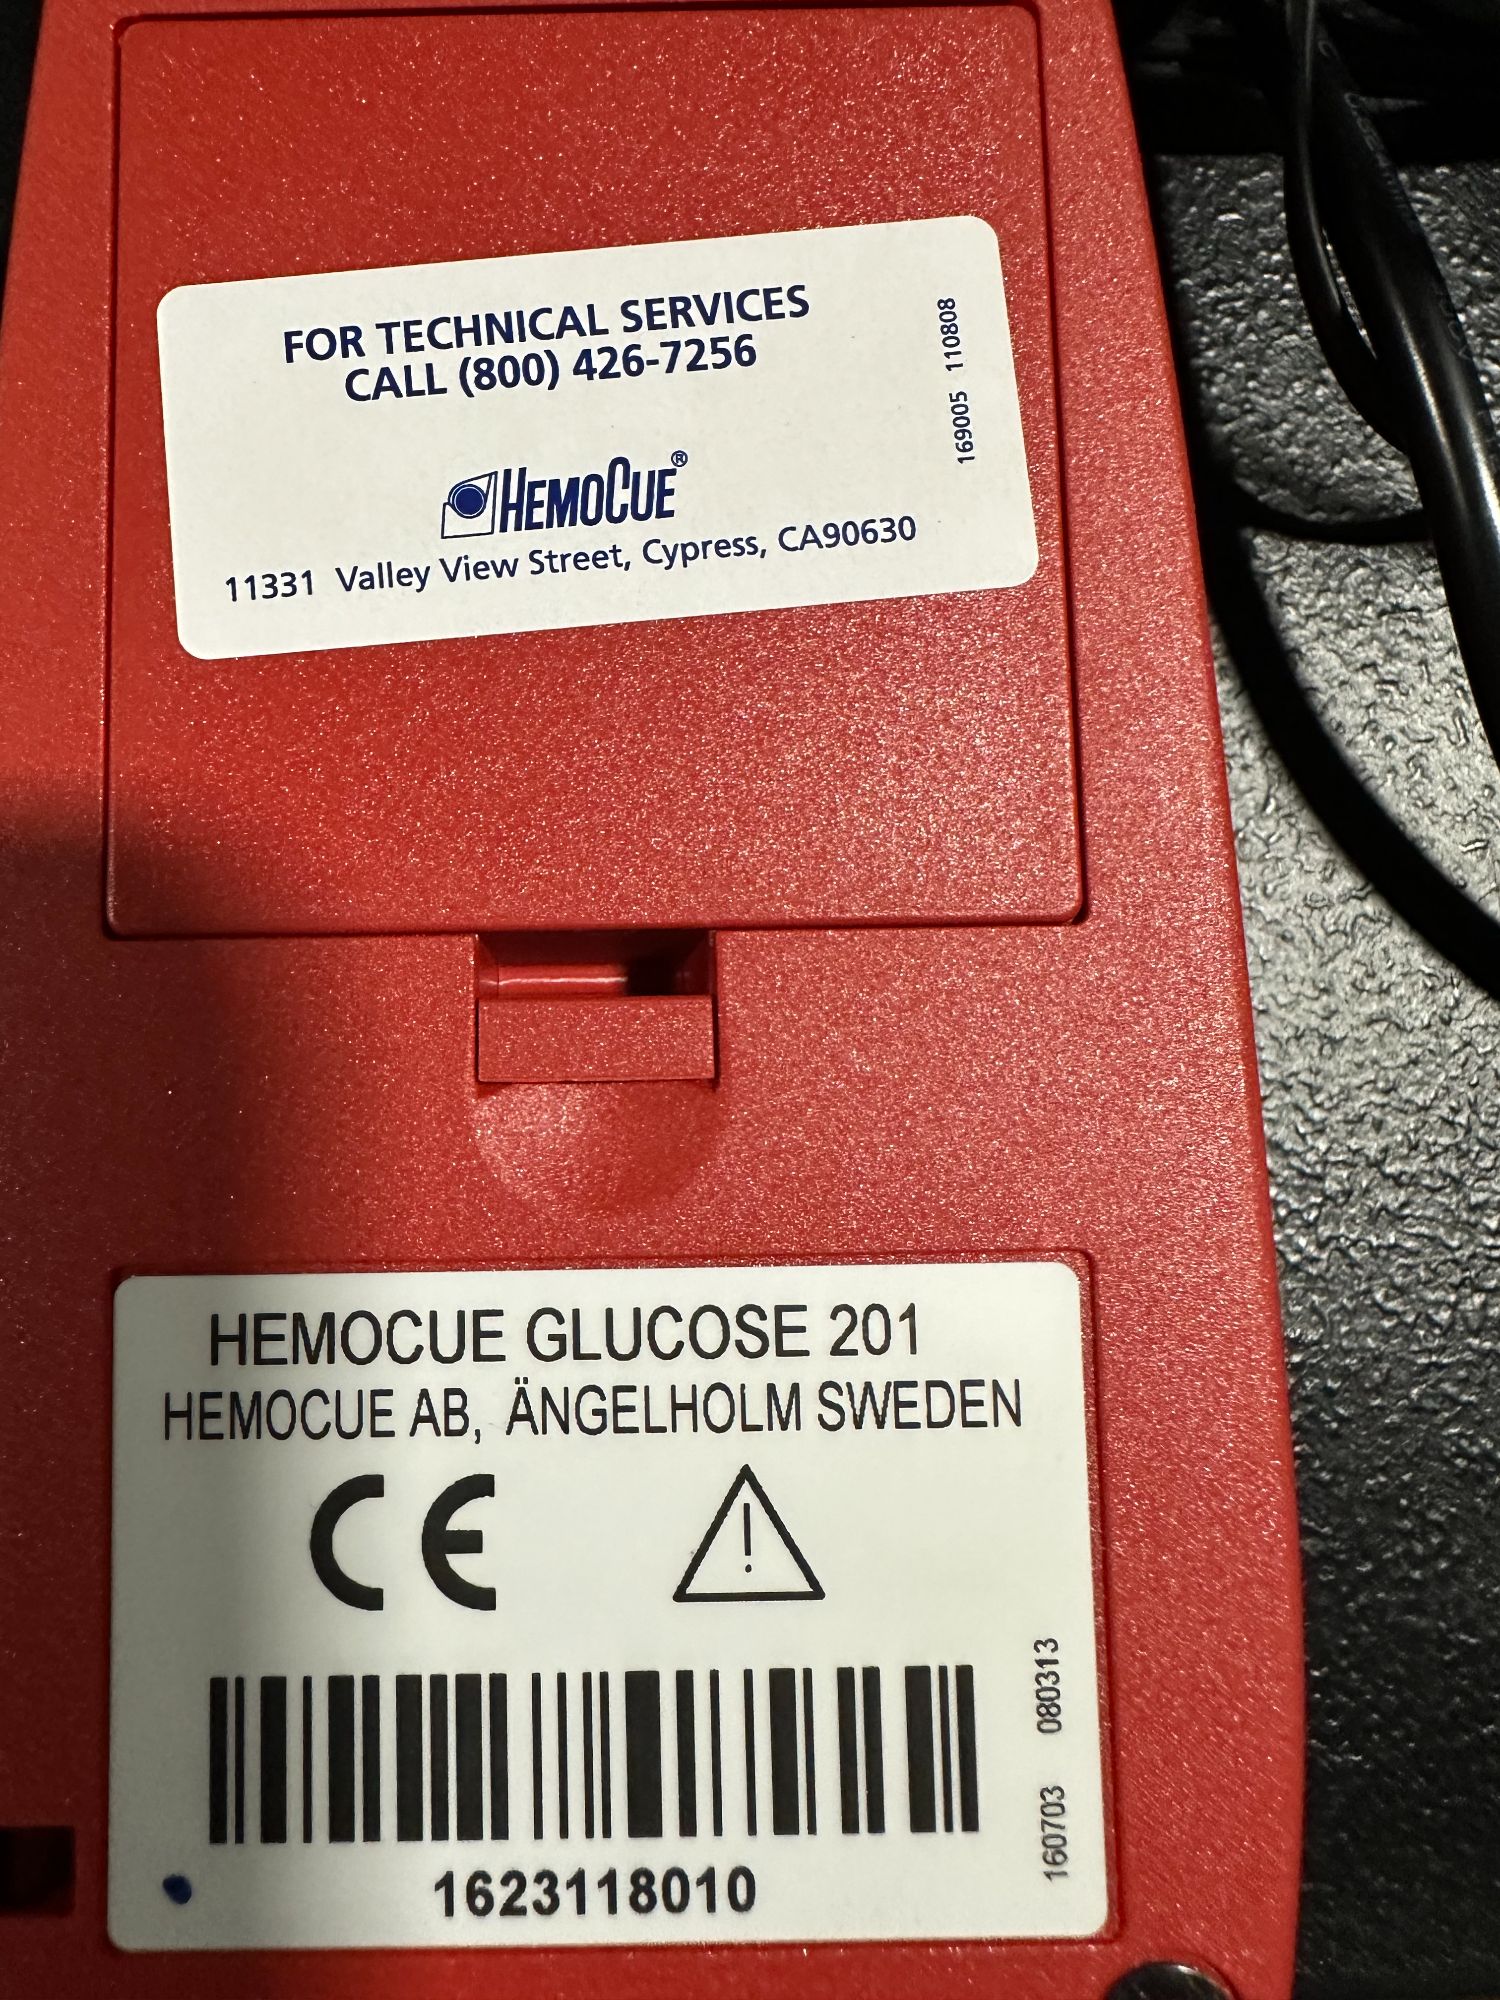 FOR TECHNICAL SERVICES
CALL (800) 426-7256
HEMOCUE®
11331 Valley View Street, Cypress, CA90630
169005 110808
HEMOCUE GLUCOSE 201
HEMOCUE AB, ÄNGELHOLM SWEDEN
CE
!
1623118010
160703 080313